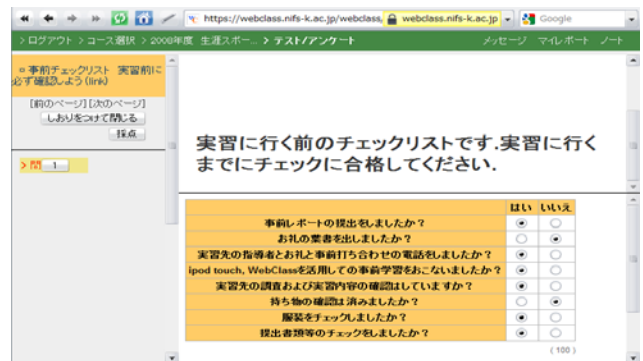 https://webclass.nifs-k.ac.jp/webclass,
webclass.nifs-k.ac.jp
Google
>ログアウト >コース選択 >2008年度 生涯スポー... >テスト/アンケート
メッセージ マイレポート ノート
事前チェックリスト 実習前に
必ず確認しよう(link)
[前のページ][次のページ]
しおりをつけて閉じる
採点
>問 1
実習に行く前のチェックリストです.実習に行く
までにチェックに合格してください.
はい いいえ
事前レポートの提出をしましたか？
お礼の葉書を出しましたか？
実習先の指導者とお礼と事前打ち合わせの電話をしましたか？
ipod touch, WebClassを活用しての事前学習をおこないましたか？
実習先の調査および実習内容の確認はしていますか？
持ち物の確認は済みましたか？
服装をチェックしましたか？
提出書類等のチェックをしましたか？
(100)